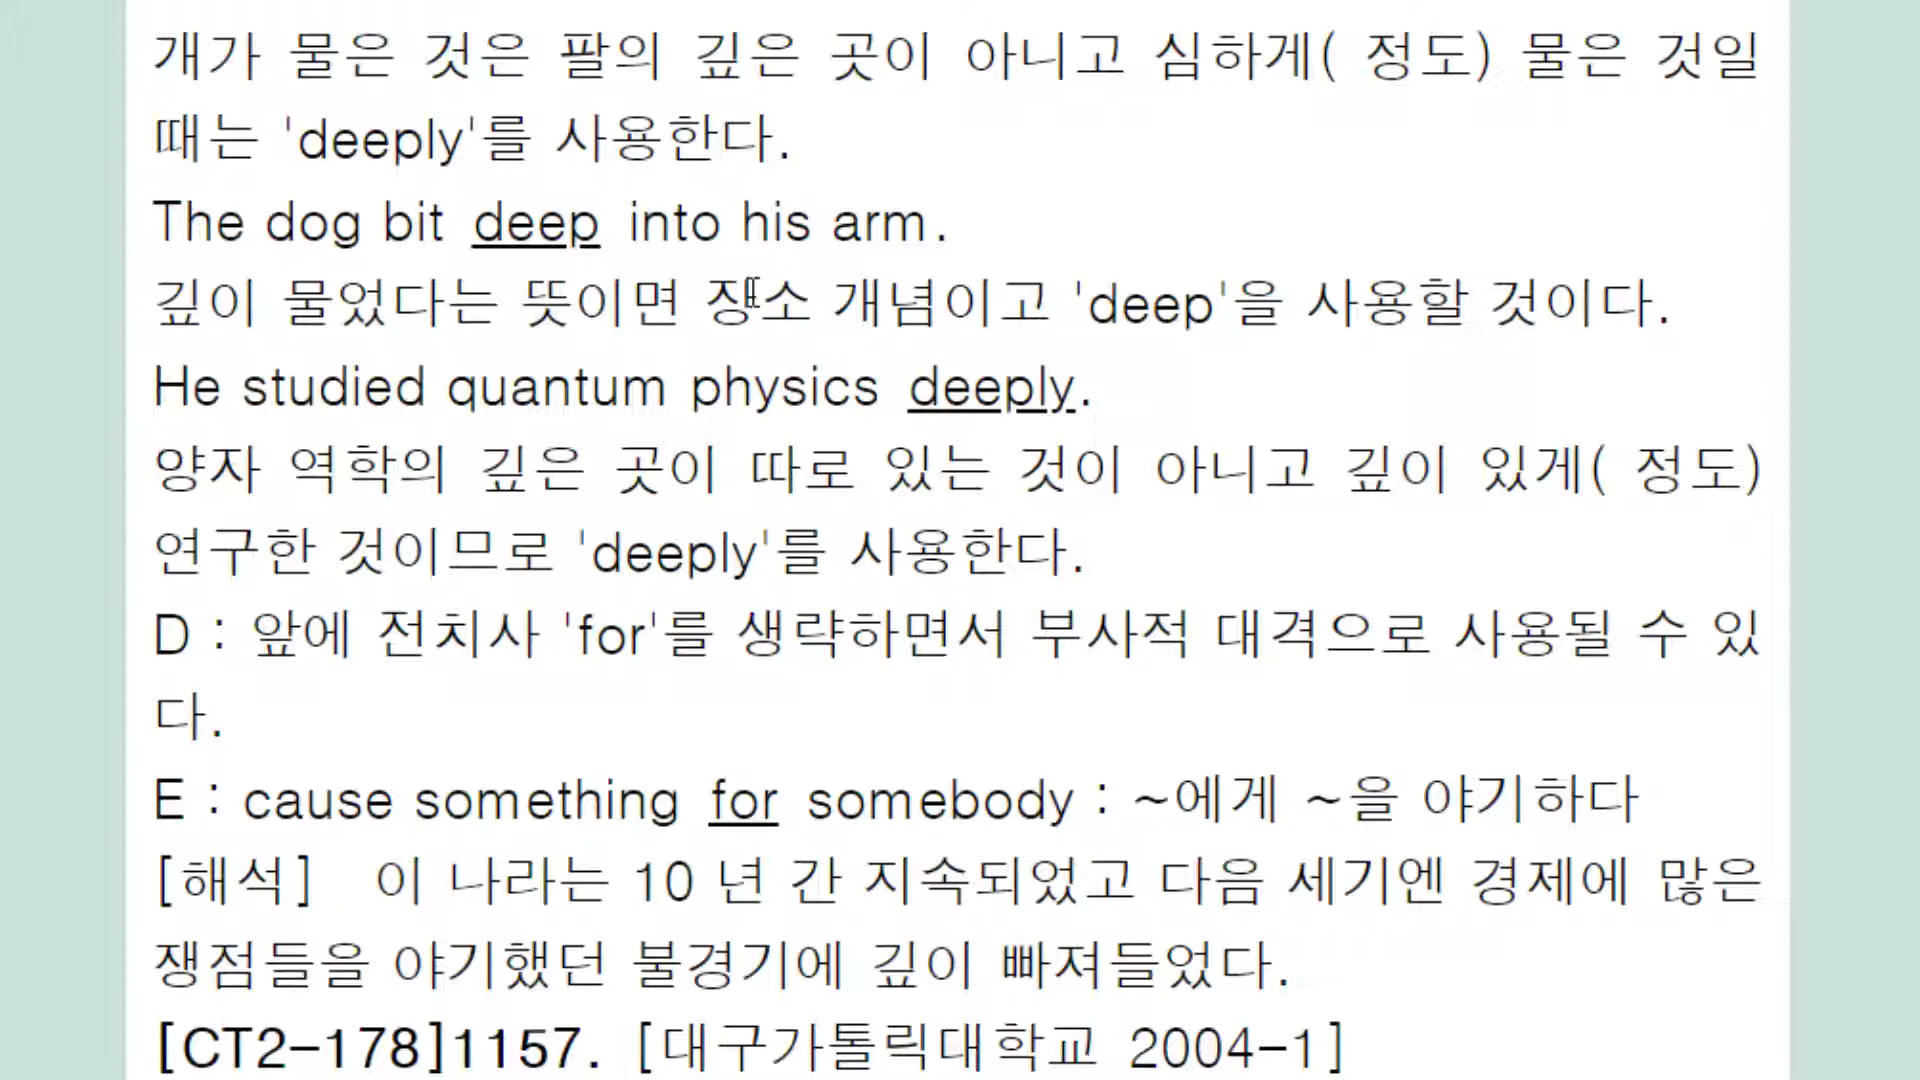 개가 물은 것은 팔의 깊은 곳이 아니고 심하게( 정도) 물은 것일
때는 'deeply'를 사용한다.
The dog bit deep into his arm.
깊이 물었다는 뜻이면 장소 개념이고 'deep'을 사용할 것이다.
He studied quantum physics deeply.
양자 역학의 깊은 곳이 따로 있는 것이 아니고 깊이 있게( 정도)
연구한 것이므로 'deeply'를 사용한다.
D : 앞에 전치사 'for'를 생략하면서 부사적 대격으로 사용될 수 있
다.
E : cause something for somebody : ~에게 ~을 야기하다
[해석] 이 나라는 10 년 간 지속되었고 다음 세기엔 경제에 많은
쟁점들을 야기했던 불경기에 깊이 빠져들었다.
[CT2-178]1157. [대구가톨릭대학교 2004-1]